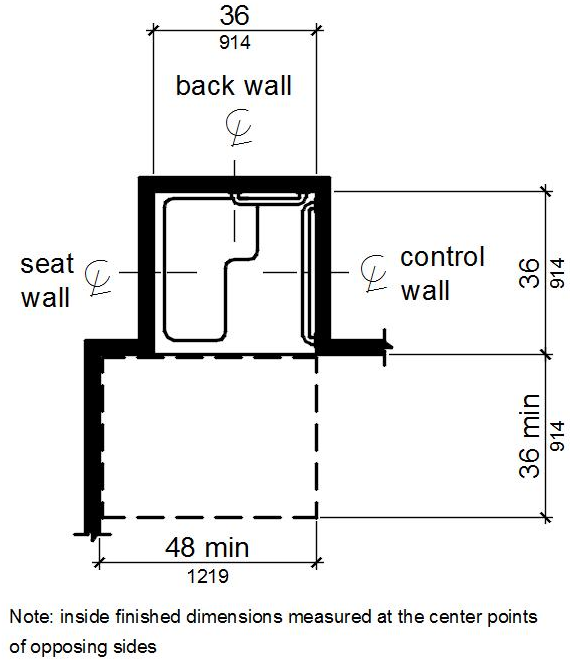 36
914
back wall
℄
seat
wall
℄
℄
control
wall
36
914
36 min
914
48 min
1219
Note: inside finished dimensions measured at the center points
of opposing sides